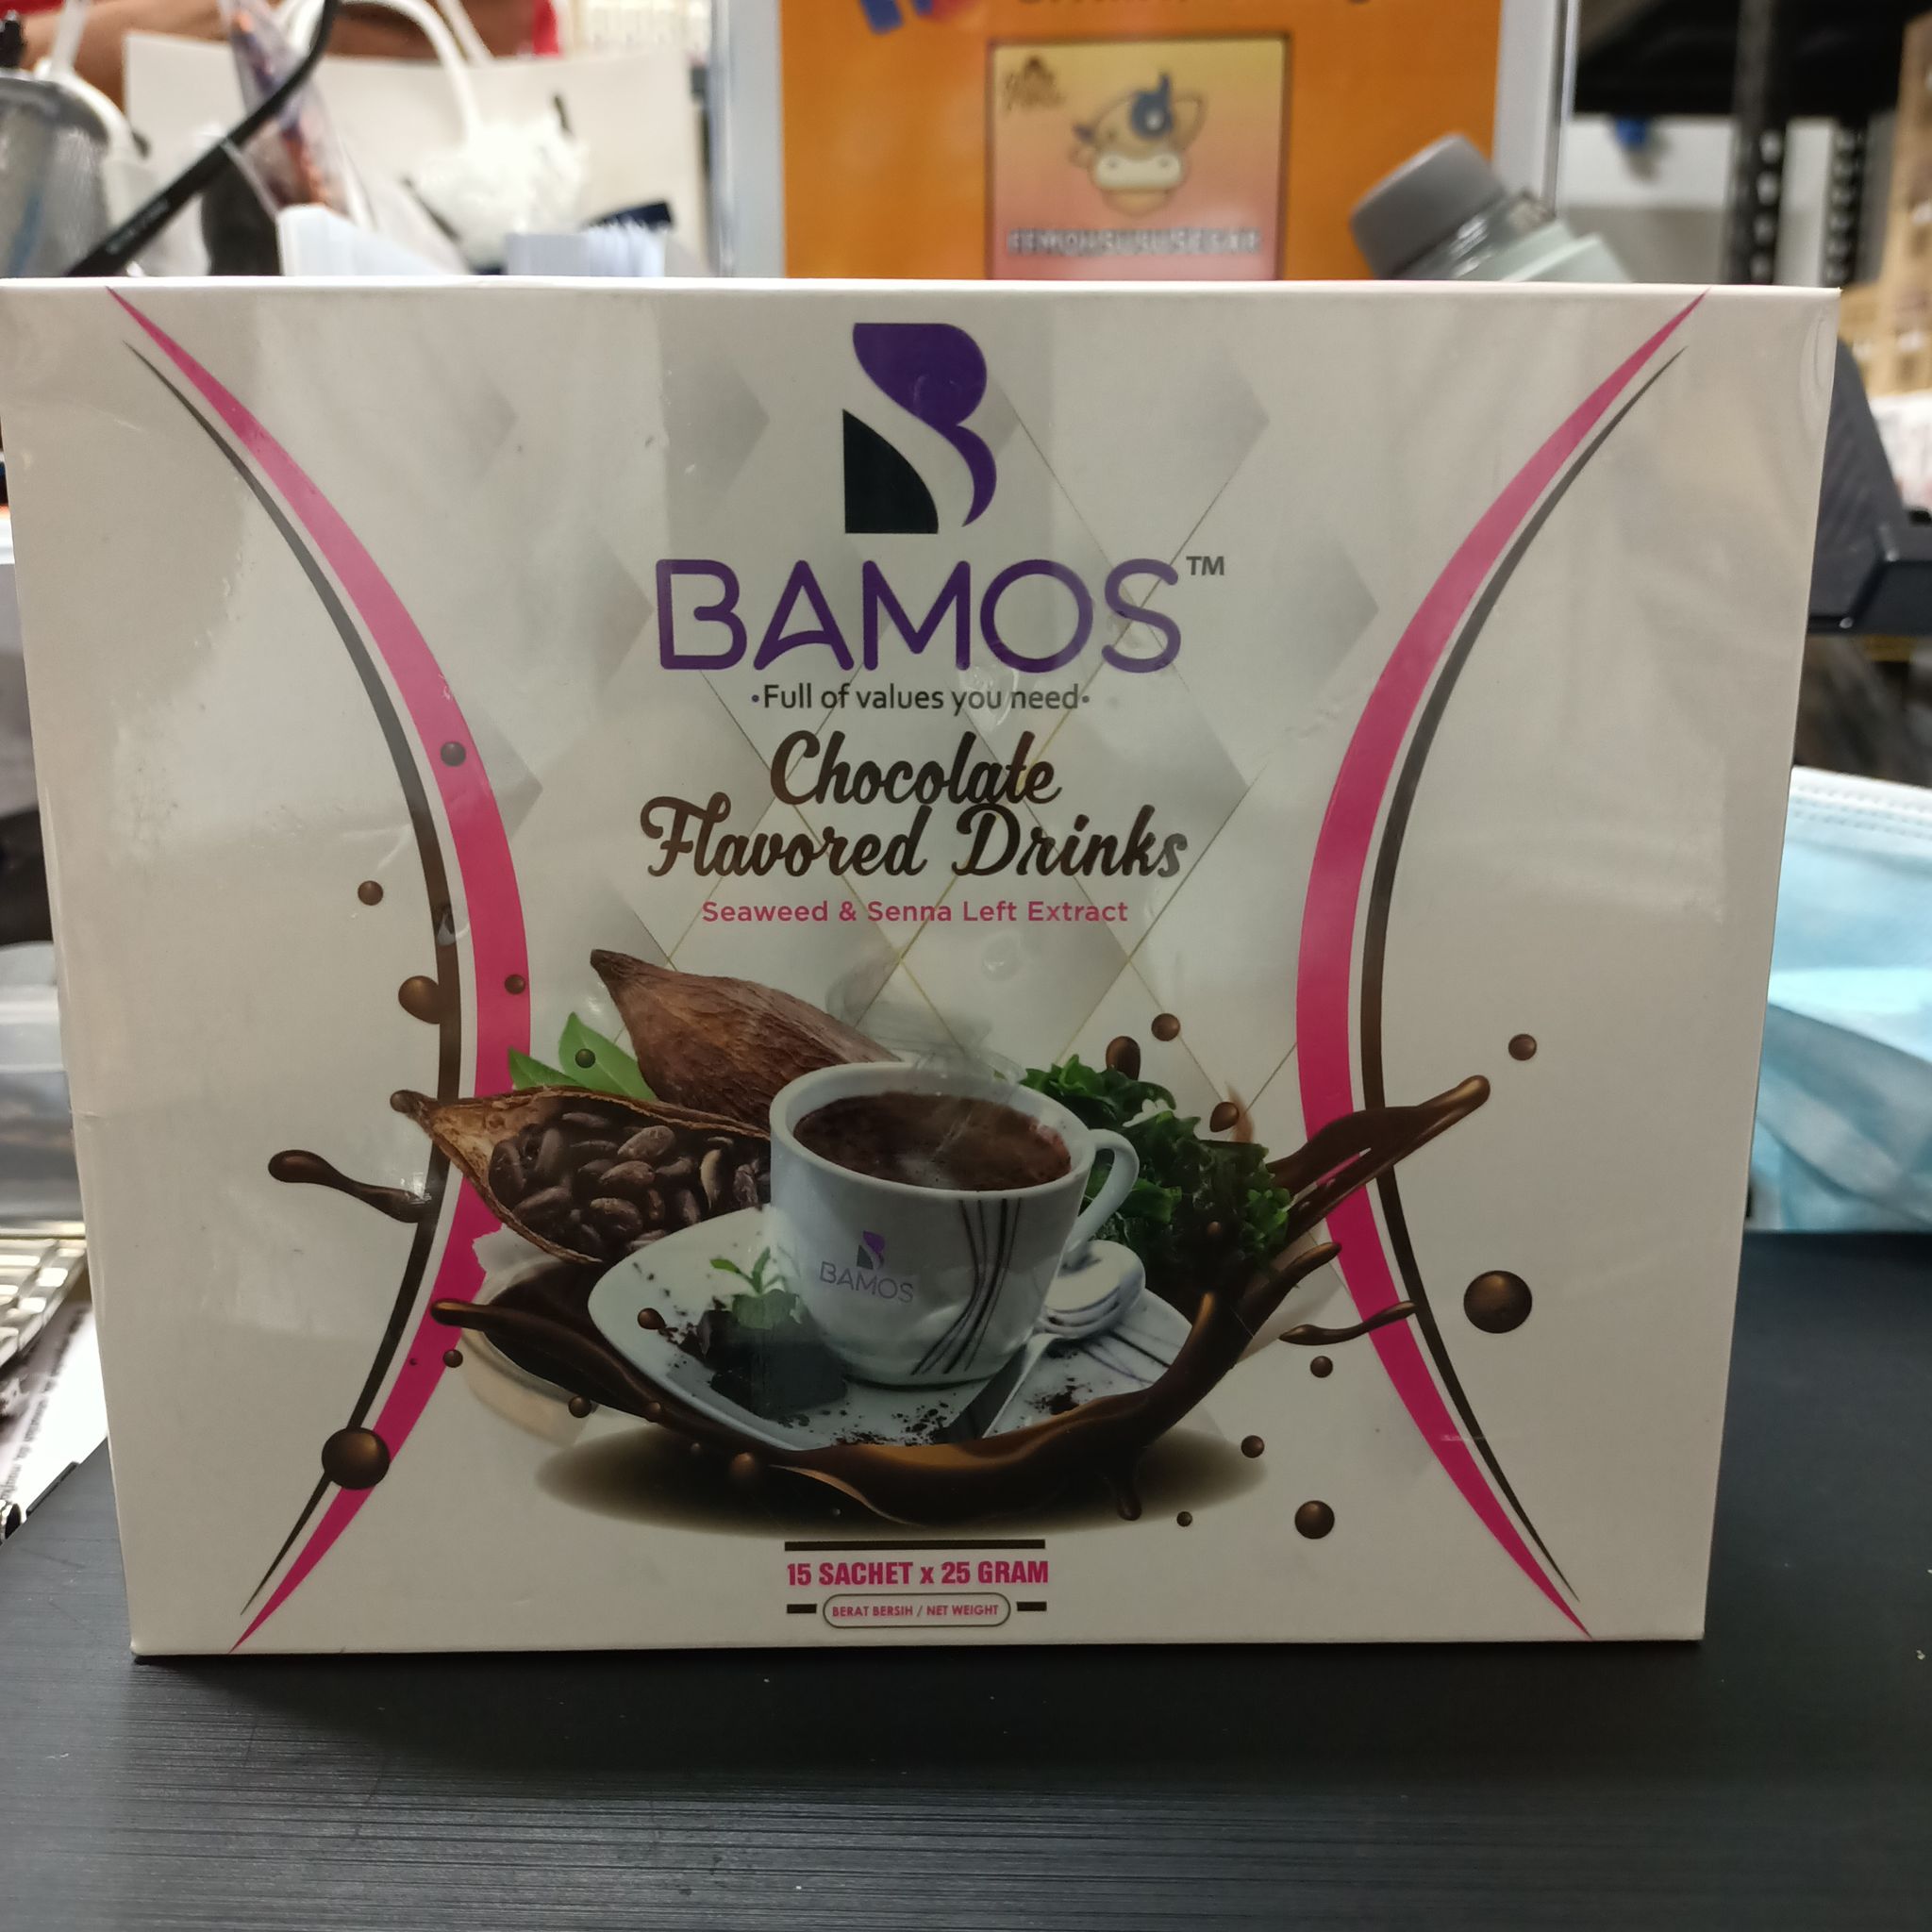 BAMOS™
•Full of values you need•
Chocolate
Flavored Drinks
Seaweed & Senna Left Extract
BAMOS
15 SACHET x 25 GRAM
BERAT BERSIH / NET WEIGHT